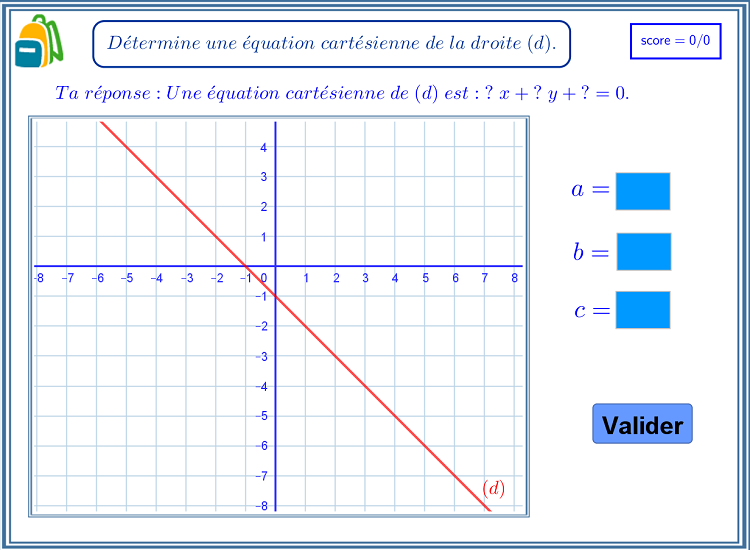 Détermine une équation cartésienne de la droite (d).
score = 0/0
Ta réponse : Une équation cartésienne de (d) est : ? x + ? y + ? = 0.
4
3
2
1
-8 -7 -6 -5 -4 -3 -2 -1 0 1 2 3 4 5 6 7 8
-1
-2
-3
-4
-5
-6
-7
-8
(d)
a =
b =
c =
Valider